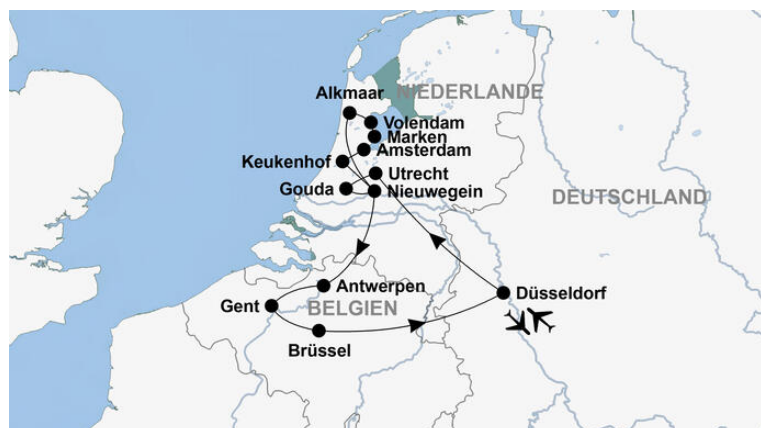 Alkmaar
NIEDERLANDE
Volendam
Marken
Amsterdam
Keukenhof
Utrecht
Gouda
Nieuwegein
DEUTSCHLAND
Antwerpen
Düsseldorf
Gent
BELGIEN
Brüssel